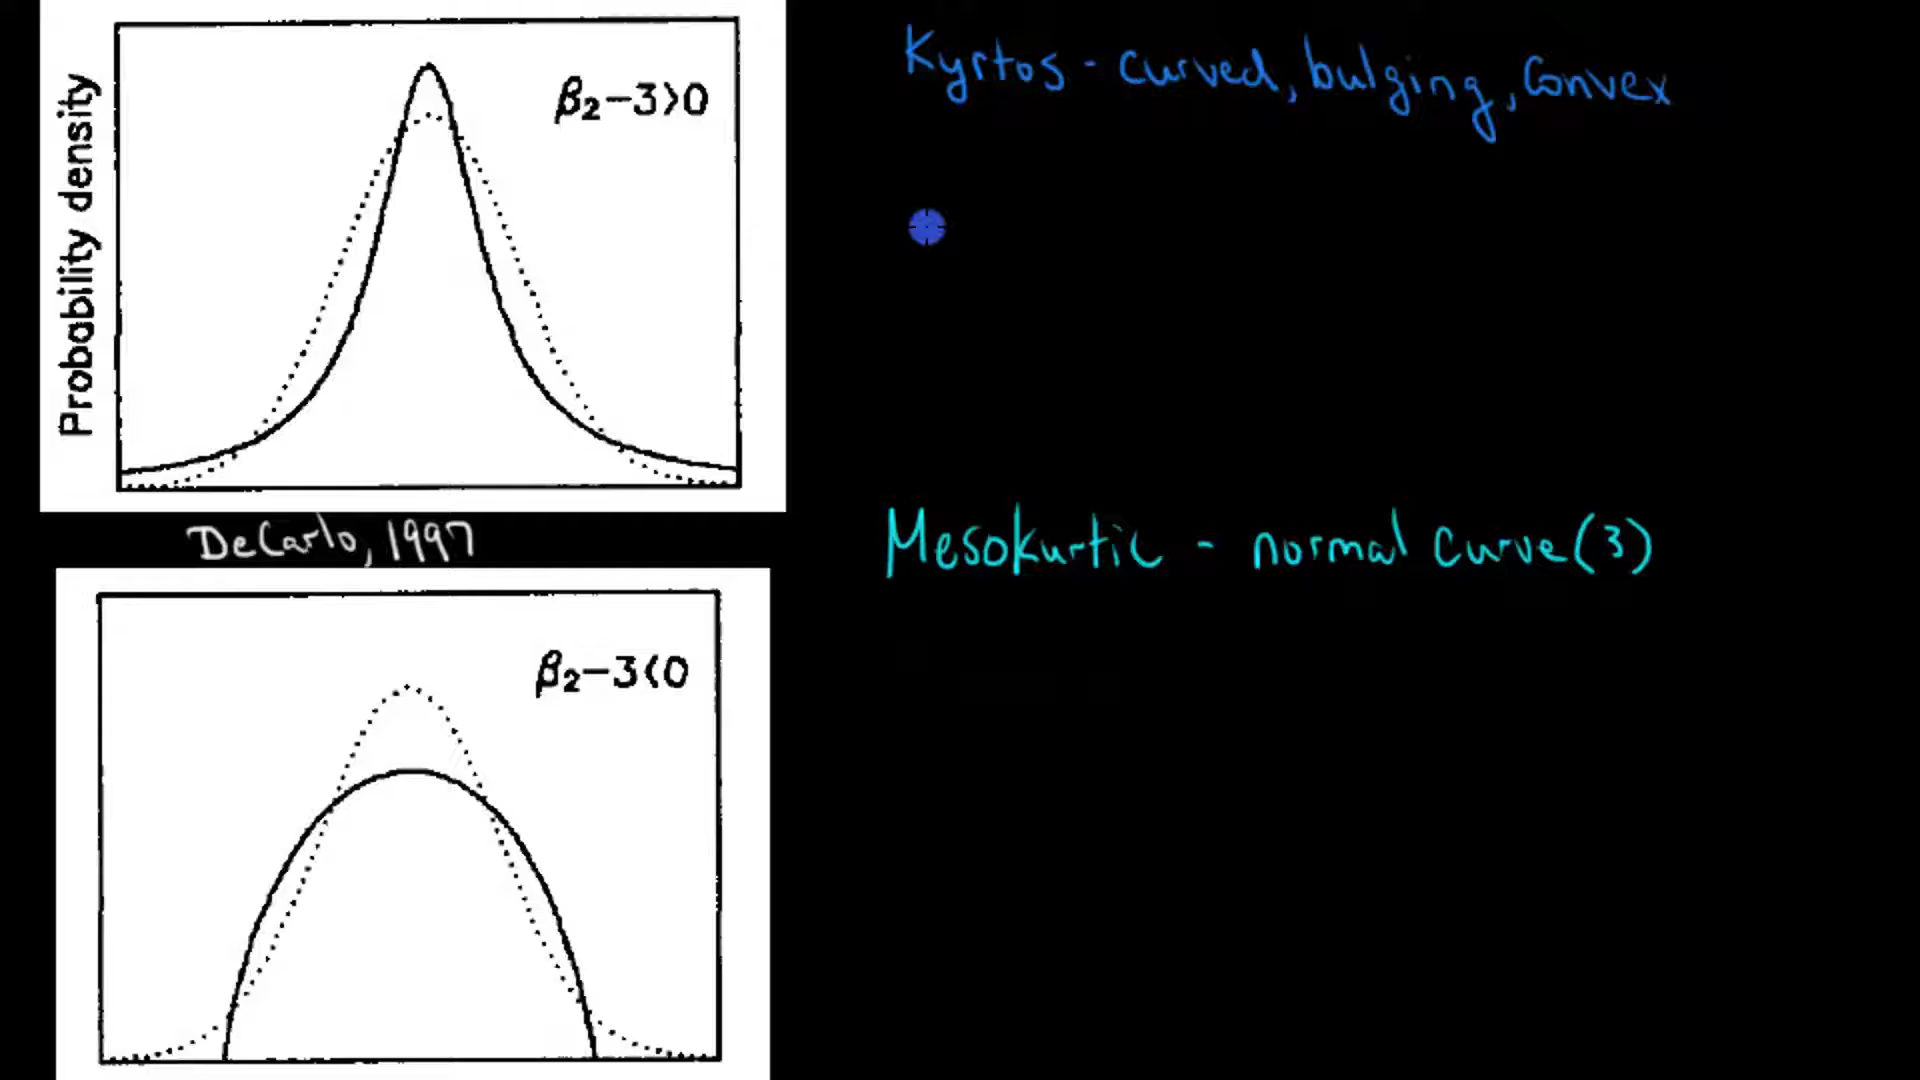 Probability density
β₂−3>0
DeCarlo, 1997
β₂−3<0
Kyrtos - curved, bulging, convex
Mesokurtic - normal curve (3)